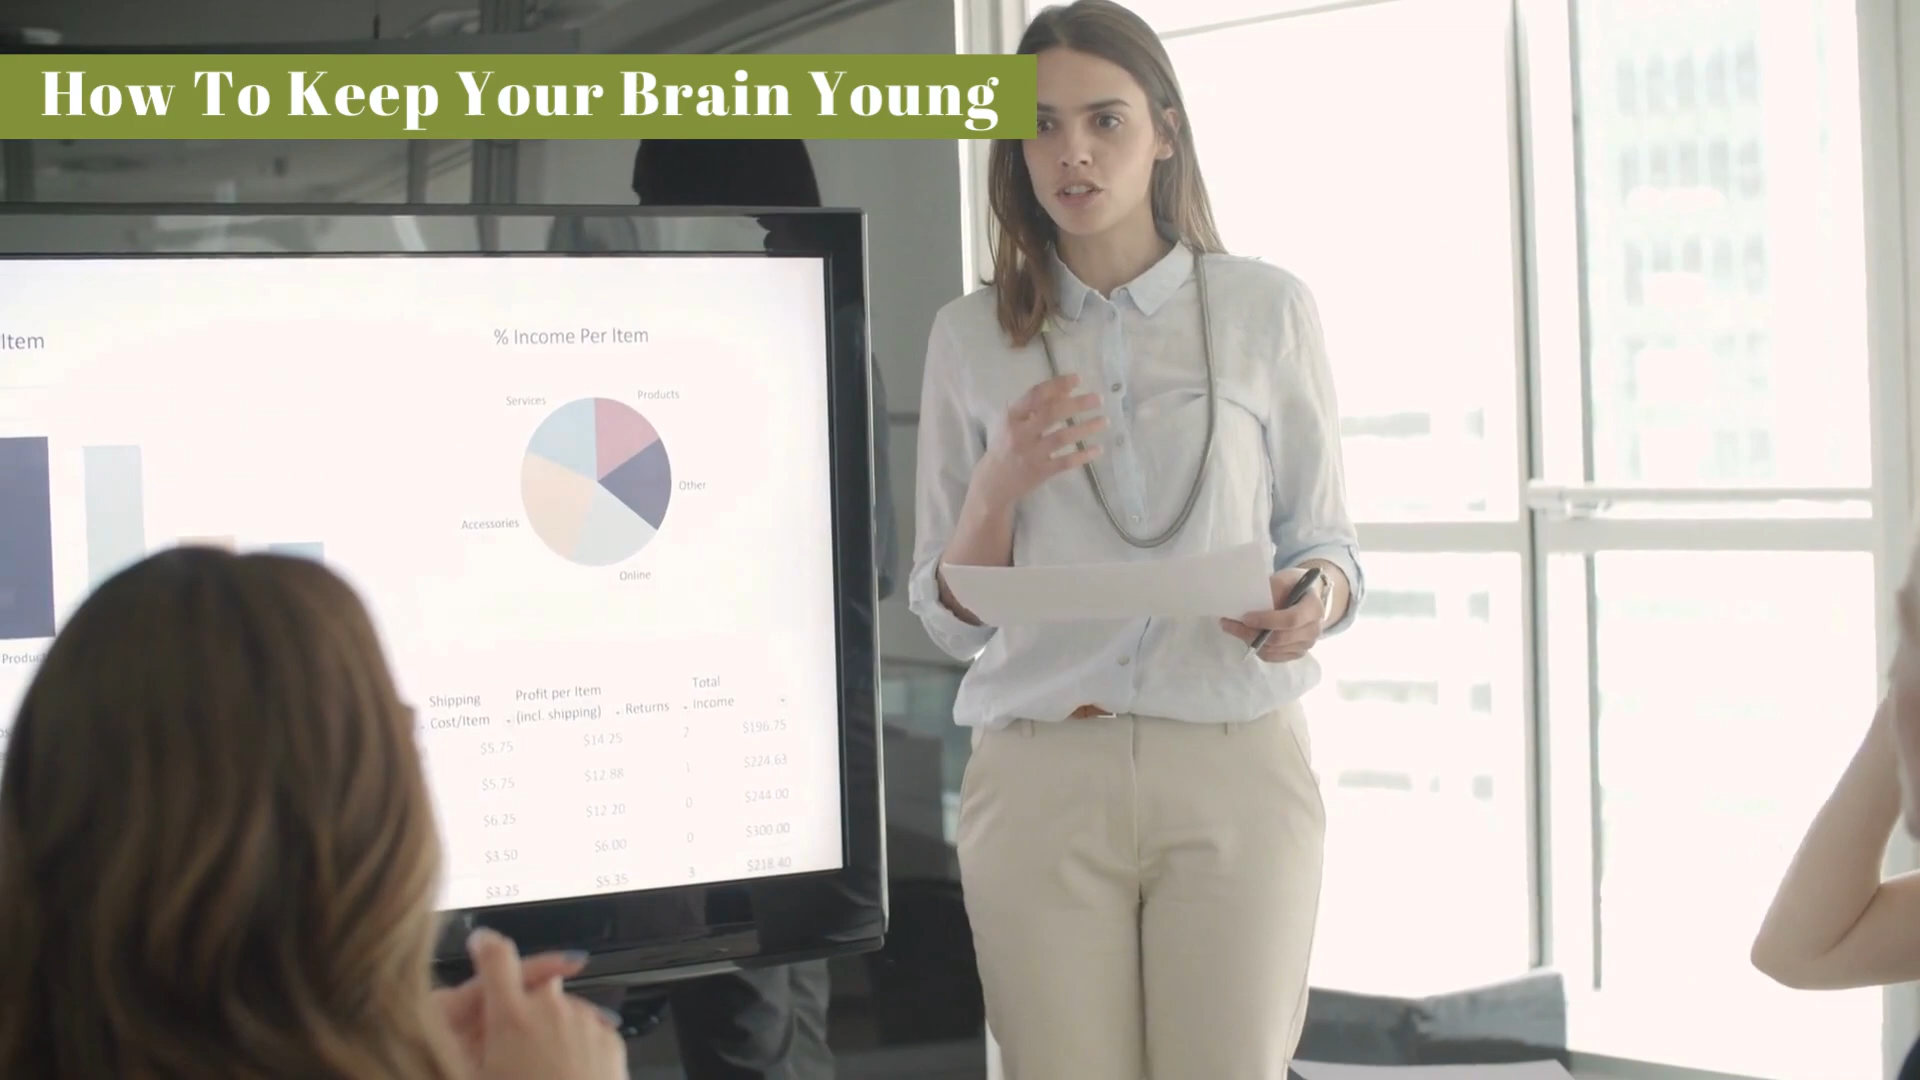 How To Keep Your Brain Young
Item
% Income Per Item
Services
Products
Other
Accessories
Online
Shipping
Cost/Item
Profit per Item
(incl. shipping)
Returns
Total
Income
$5.75 $14.25 2 $196.75
$5.75 $12.88 1 $224.63
$6.25 $12.20 0 $244.00
$3.50 $6.00 0 $300.00
$3.25 $5.35 3 $218.40